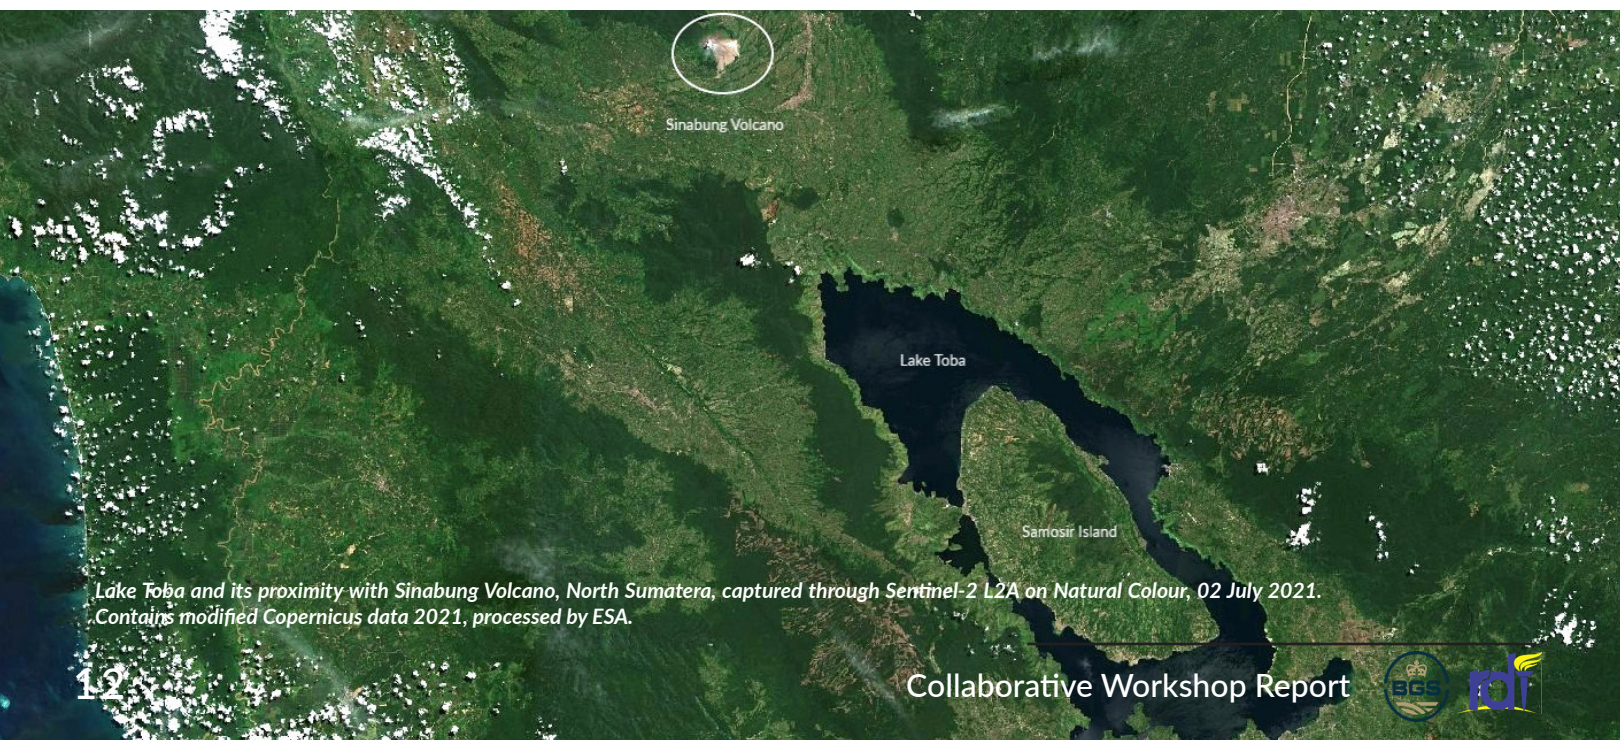 Sinabung Volcano
Lake Toba
Samosir Island
Lake Toba and its proximity with Sinabung Volcano, North Sumatera, captured through Sentinel-2 L2A on Natural Colour, 02 July 2021.
Contains modified Copernicus data 2021, processed by ESA.
12
Collaborative Workshop Report
BGS
rdi